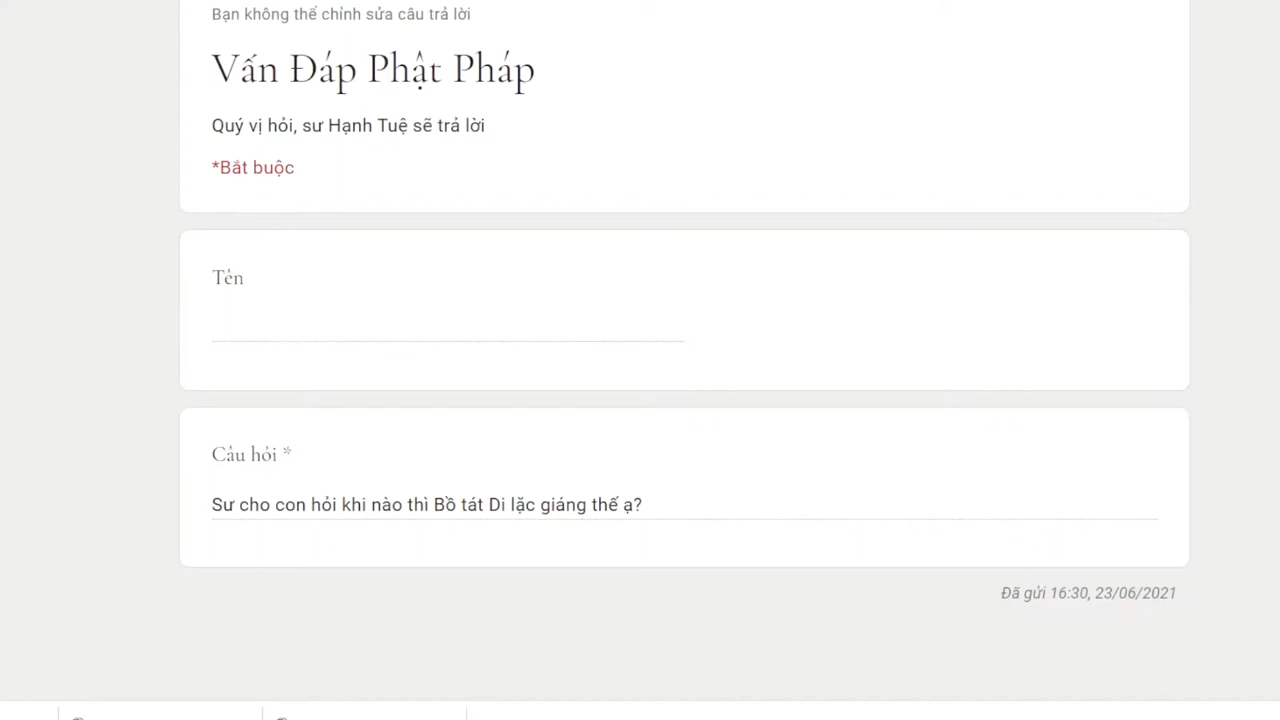 Bạn không thể chỉnh sửa câu trả lời
Vấn Đáp Phật Pháp
Quý vị hỏi, sư Hạnh Tuệ sẽ trả lời
*Bắt buộc
Tên
Câu hỏi *
Sư cho con hỏi khi nào thì Bồ tát Di lặc giáng thế ạ?
Đã gửi 16:30, 23/06/2021